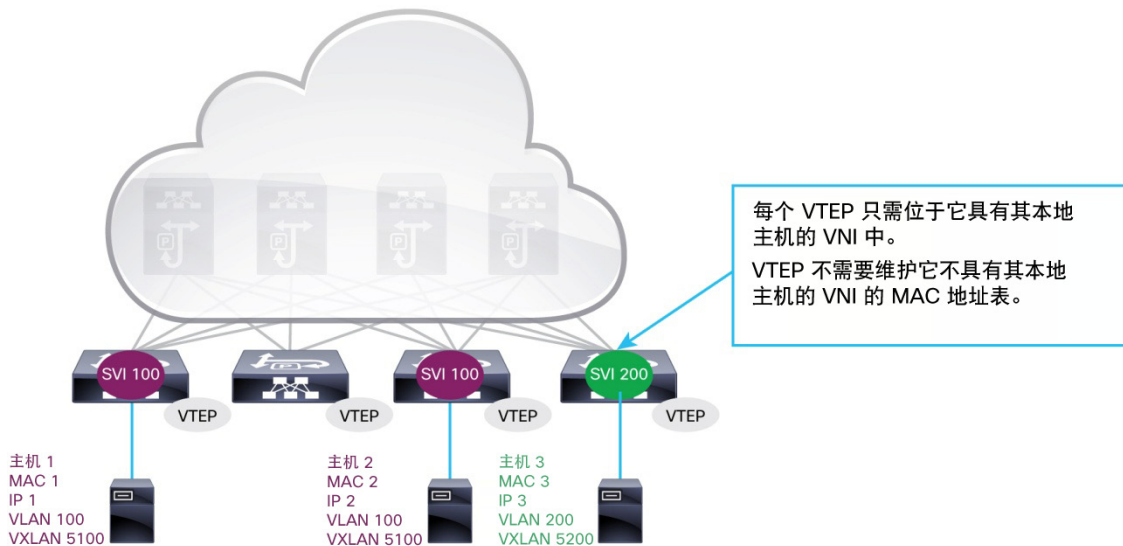 每个 VTEP 只需位于它具有其本地
主机的 VNI 中。
VTEP 不需要维护它不具有其本地
主机的 VNI 的 MAC 地址表。
P
P
P
P
SVI 100
P
SVI 100
SVI 200
VTEP
VTEP
VTEP
VTEP
主机 1
MAC 1
IP 1
VLAN 100
VXLAN 5100
主机 2
MAC 2
IP 2
VLAN 100
VXLAN 5100
主机 3
MAC 3
IP 3
VLAN 200
VXLAN 5200